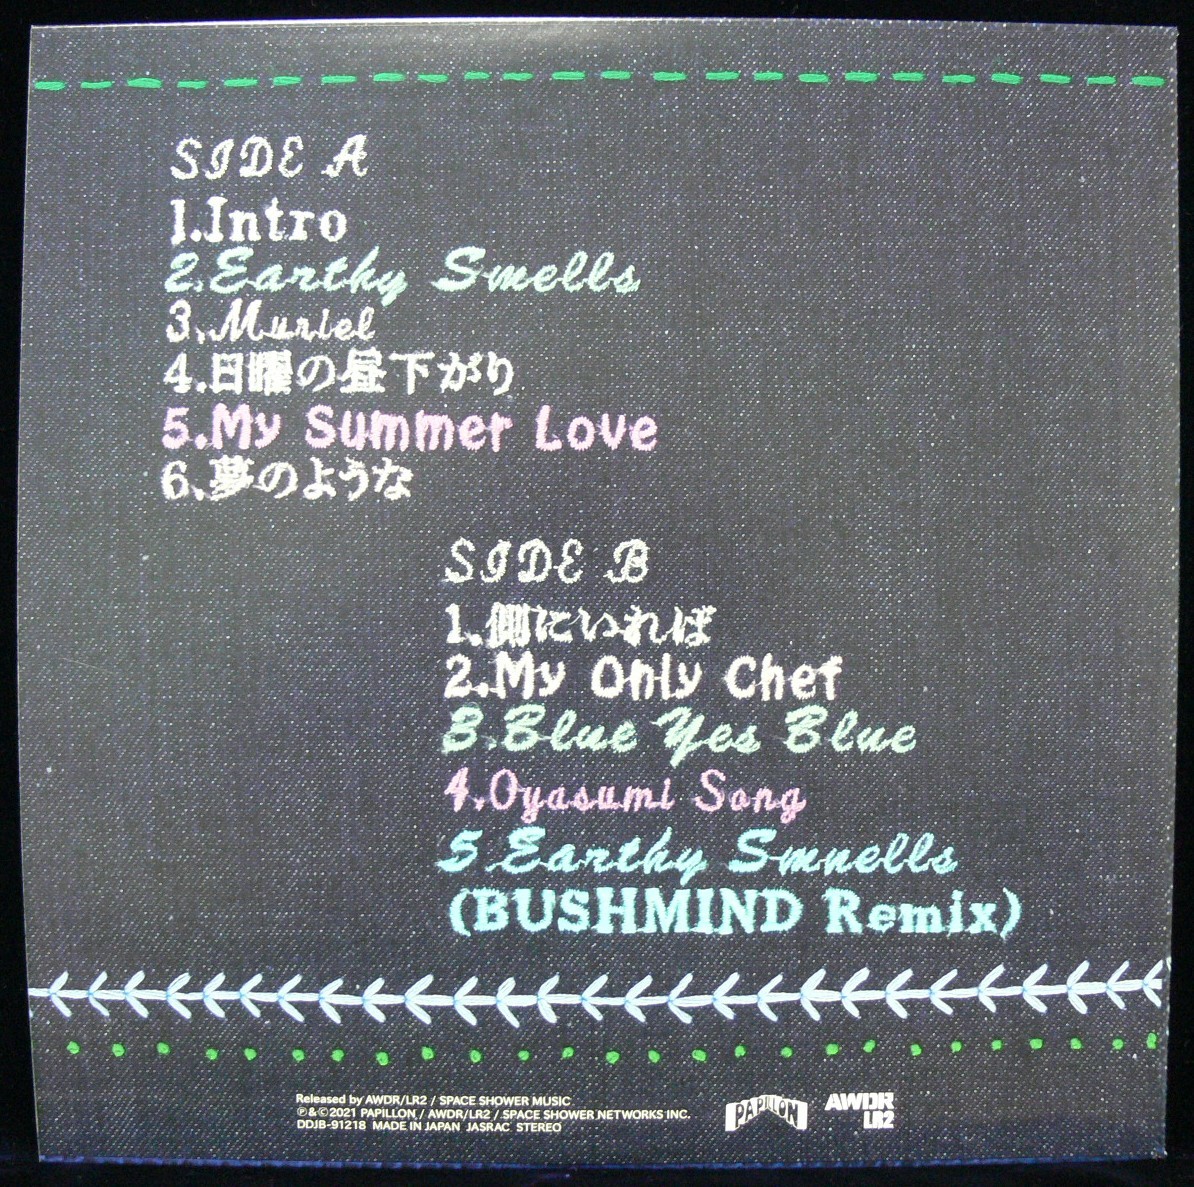 SIDE A
1.Intro
2.Earthy Smells
3.Muriel
4.日曜の昼下がり
5.My Summer Love
6.夢のような
SIDE B
1.側にいれば
2.My Only Chef
3.Blue Yes Blue
4.Oyasumi Song
5.Earthy Smnells
(BUSHMIND Remix)
Released by AWDR/LR2 / SPACE SHOWER MUSIC
℗&©2021 PAPILLON / AWDR/LR2 / SPACE SHOWER NETWORKS INC.
DDJB-91218 MADE IN JAPAN JASRAC STEREO
PAPILLON
AWDR
LR2